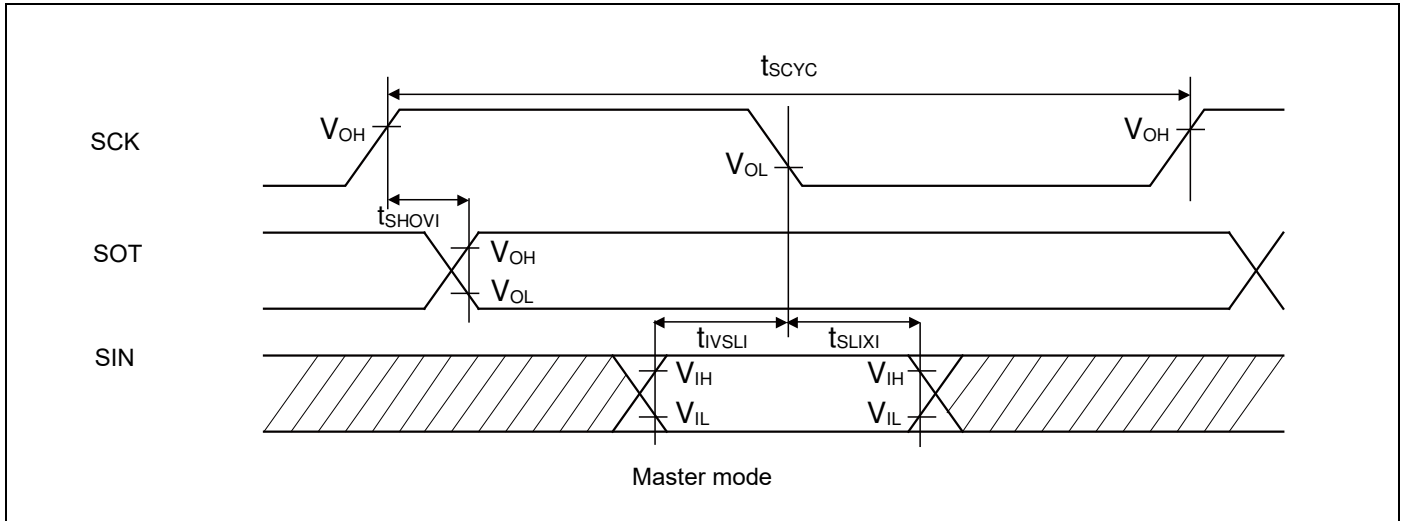 tSCYC
SCK
VOH
VOL
VOH
tSHOVI
SOT
VOH
VOL
tIVSLI
tSLIXI
SIN
VIH
VIH
VIL
VIL
Master mode